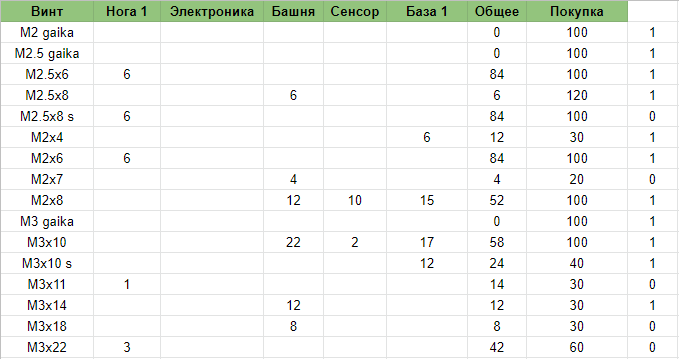 Винт Нога 1 Электроника Башня Сенсор База 1 Общее Покупка
M2 gaika 0 100 1
M2.5 gaika 0 100 1
M2.5x6 6 84 100 1
M2.5x8 6 6 120 1
M2.5x8 s 6 84 100 0
M2x4 6 12 30 1
M2x6 6 84 100 1
M2x7 4 4 20 0
M2x8 12 10 15 52 100 1
M3 gaika 0 100 1
M3x10 22 2 17 58 100 1
M3x10 s 12 24 40 1
M3x11 1 14 30 0
M3x14 12 12 30 1
M3x18 8 8 30 0
M3x22 3 42 60 0